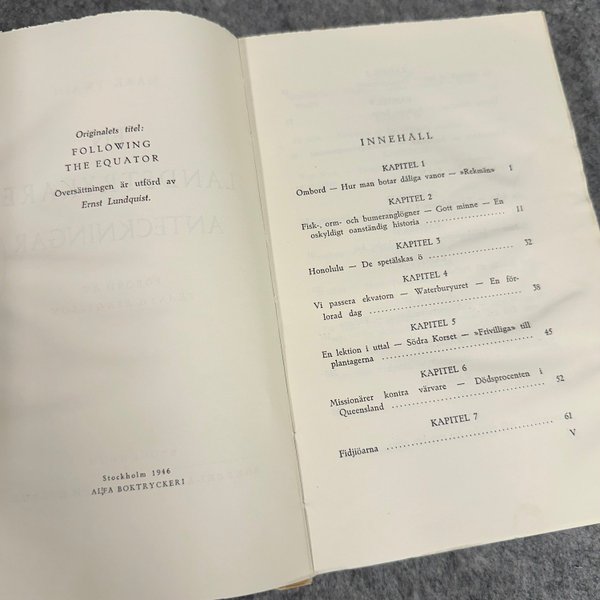 Originalets titel:
FOLLOWING
THE EQUATOR
Översättningen är utförd av
Ernst Lundquist.
Stockholm 1946
ALFA BOKTRYCKERI
INNEHÅLL
KAPITEL 1
Ombord — Hur man botar dåliga vanor — »Rekmän» 1
KAPITEL 2
Fisk-, orm- och bumeranglögner — Gott minne — En
oskyldigt oanständig historia 11
KAPITEL 3
Honolulu — De spetälskas ö 32
KAPITEL 4
Vi passera ekvatorn — Waterburyuret — En för-
lorad dag 38
KAPITEL 5
En lektion i uttal — Södra Korset — »Frivilliga» till
plantagerna 45
KAPITEL 6
Missionärer kontra värvare — Dödsprocenten i
Queensland 52
KAPITEL 7
Fidjiöarna 61
V